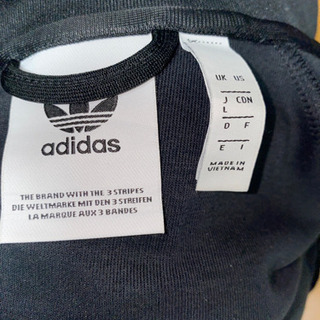 adidas
THE BRAND WITH THE 3 STRIPES
DIE WELTMARKE MIT DEN 3 STREIFEN
LA MARQUE AUX 3 BANDES
UK US
J CDN
L
D F
E I
MADE IN
VIETNAM